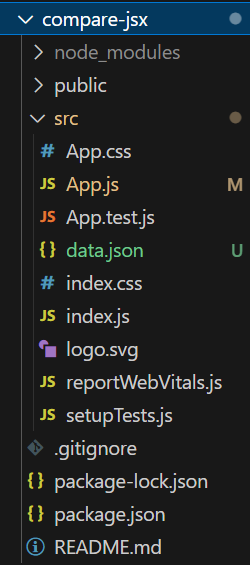 compare-jsx
node_modules
public
src
# App.css
JS App.js M
JS App.test.js
{} data.json U
# index.css
JS index.js
logo.svg
JS reportWebVitals.js
JS setupTests.js
.gitignore
{} package-lock.json
{} package.json
README.md